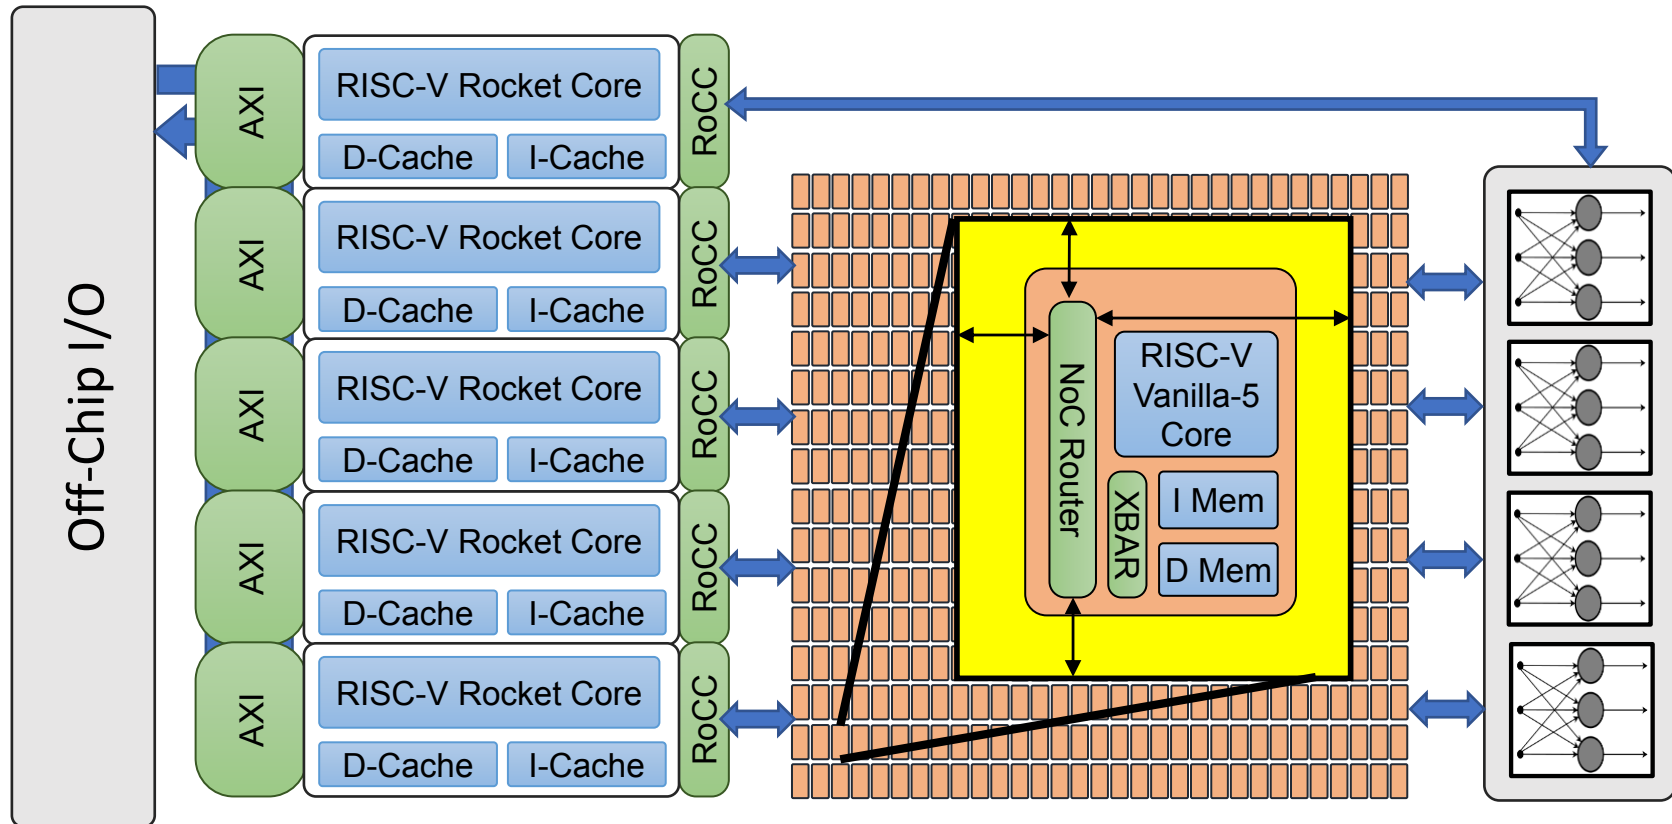 Off-Chip I/O
AXI
RISC-V Rocket Core
D-Cache
I-Cache
RoCC
AXI
RISC-V Rocket Core
D-Cache
I-Cache
RoCC
AXI
RISC-V Rocket Core
D-Cache
I-Cache
RoCC
AXI
RISC-V Rocket Core
D-Cache
I-Cache
RoCC
AXI
RISC-V Rocket Core
D-Cache
I-Cache
RoCC
NoC Router
RISC-V
Vanilla-5
Core
XBAR
I Mem
D Mem